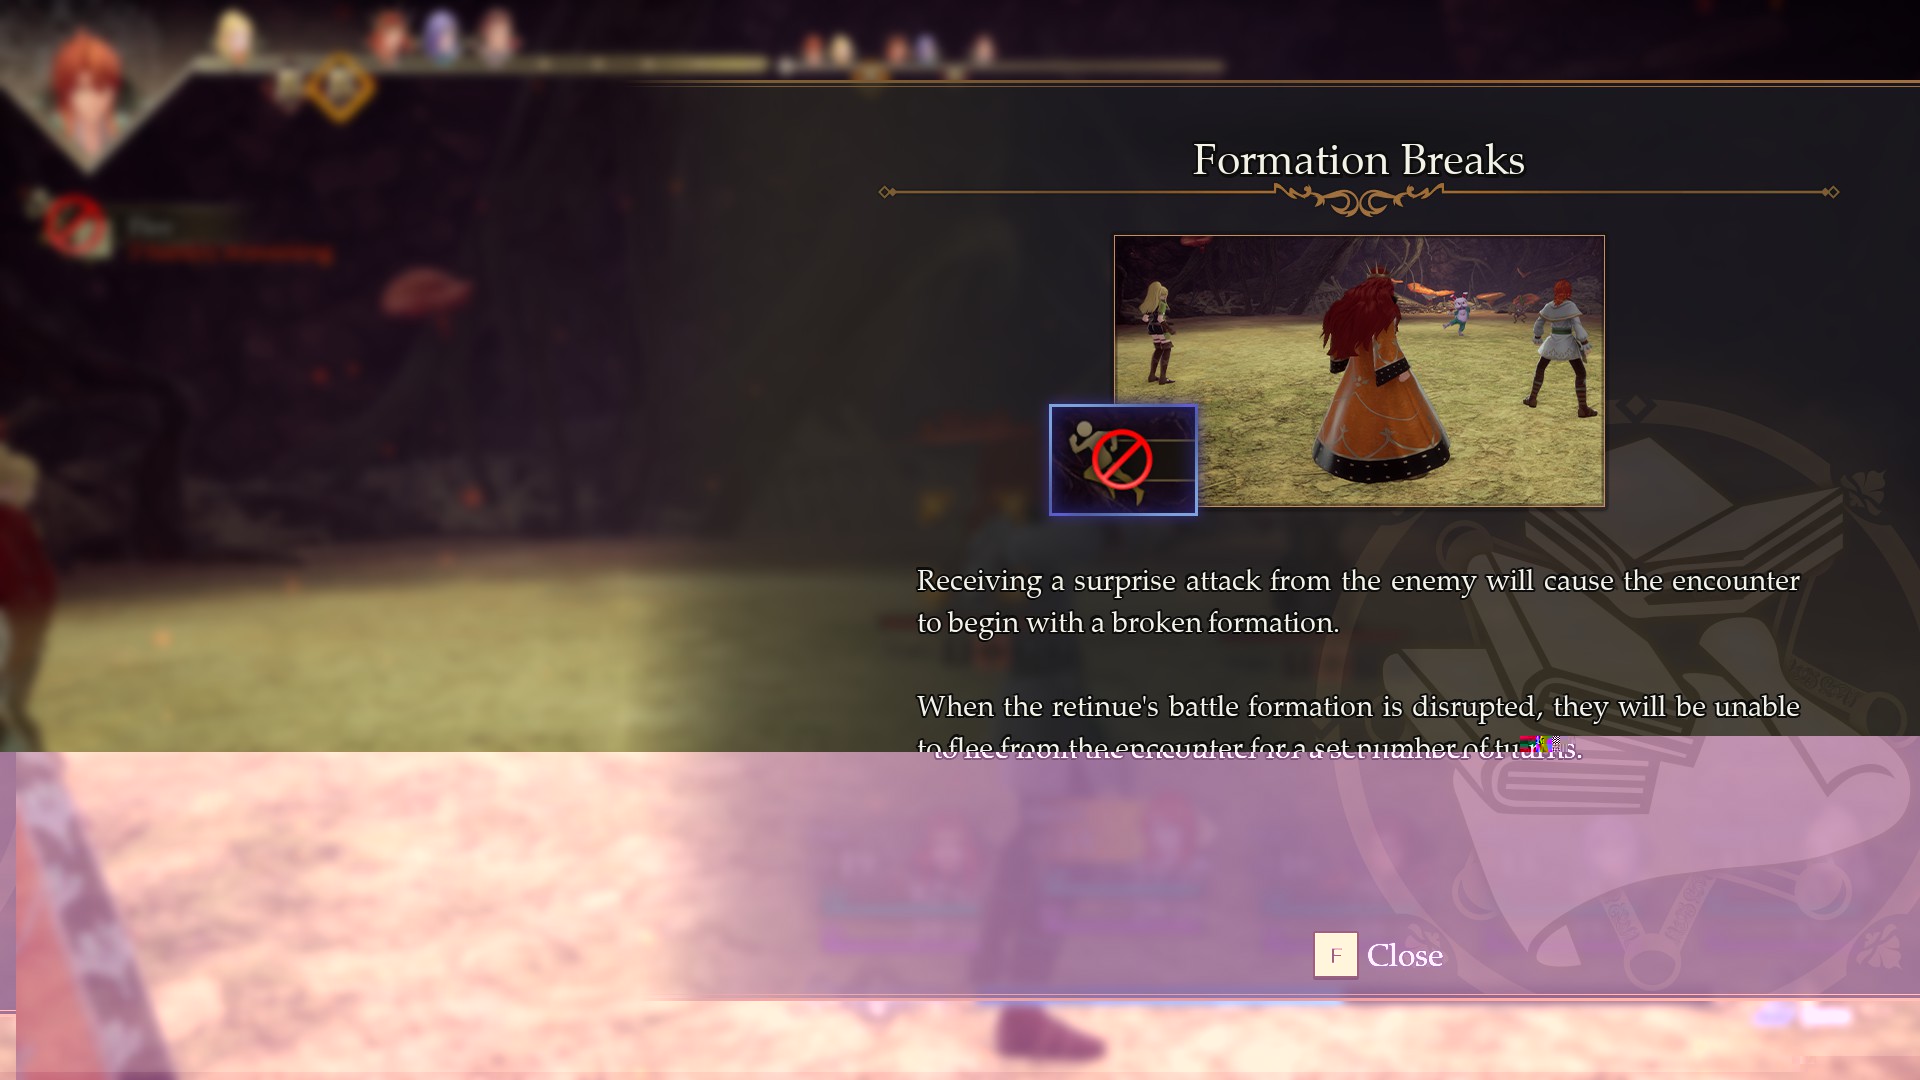 Formation Breaks
Receiving a surprise attack from the enemy will cause the encounter
to begin with a broken formation.
When the retinue's battle formation is disrupted, they will be unable
to flee from the encounter for a set number of turns.
F Close